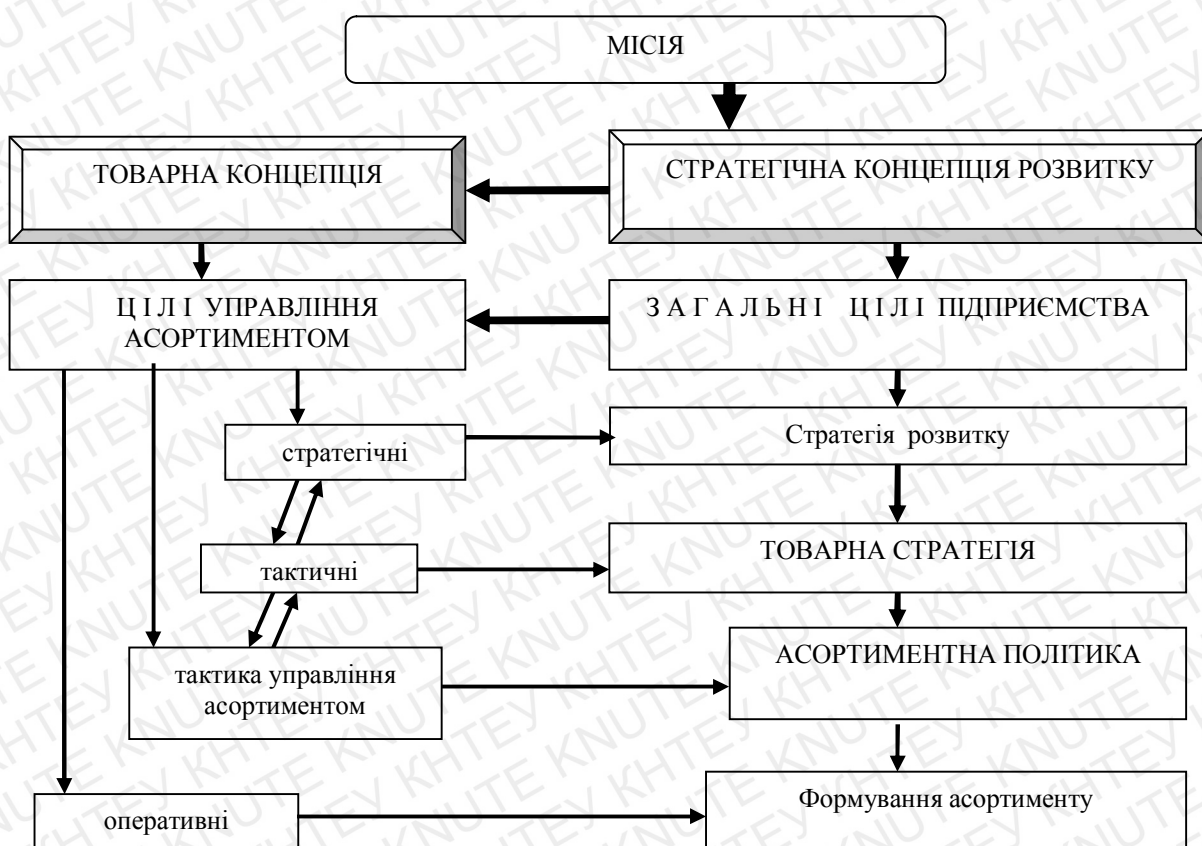 МІСІЯ
ТОВАРНА КОНЦЕПЦІЯ
СТРАТЕГІЧНА КОНЦЕПЦІЯ РОЗВИТКУ
Ц І Л І УПРАВЛІННЯ
АСОРТИМЕНТОМ
З А Г А Л Ь Н І Ц І Л І ПІДПРИЄМСТВА
стратегічні
Стратегія розвитку
тактичні
ТОВАРНА СТРАТЕГІЯ
тактика управління
асортиментом
АСОРТИМЕНТНА ПОЛІТИКА
оперативні
Формування асортименту